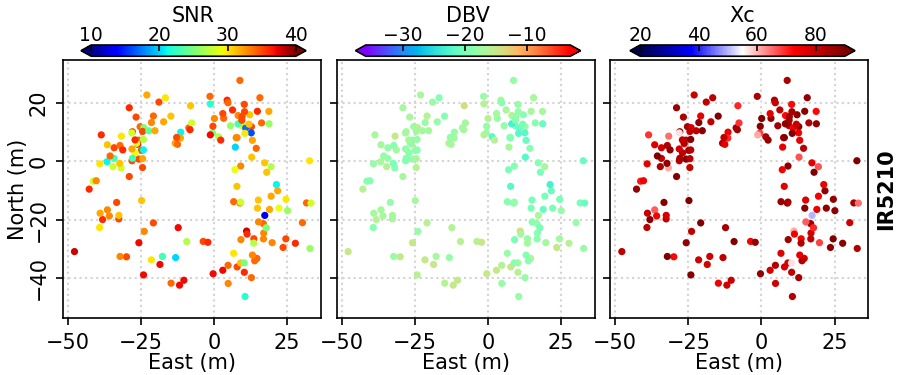 SNR DBV Xc
10 20 30 40 −30 −20 −10 20 40 60 80
20
0
−20
−40
North (m)
IR5210
−50 −25 0 25 −50 −25 0 25 −50 −25 0 25
East (m) East (m) East (m)